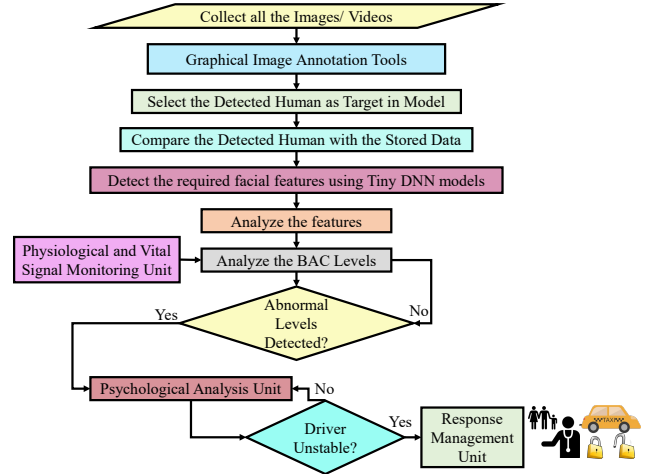 Collect all the Images/ Videos
Graphical Image Annotation Tools
Select the Detected Human as Target in Model
Compare the Detected Human with the Stored Data
Detect the required facial features using Tiny DNN models
Analyze the features
Physiological and Vital
Signal Monitoring Unit
Analyze the BAC Levels
Yes
Abnormal
Levels
Detected?
No
Psychological Analysis Unit
No
Driver
Unstable?
Yes
Response
Management
Unit
TAXI